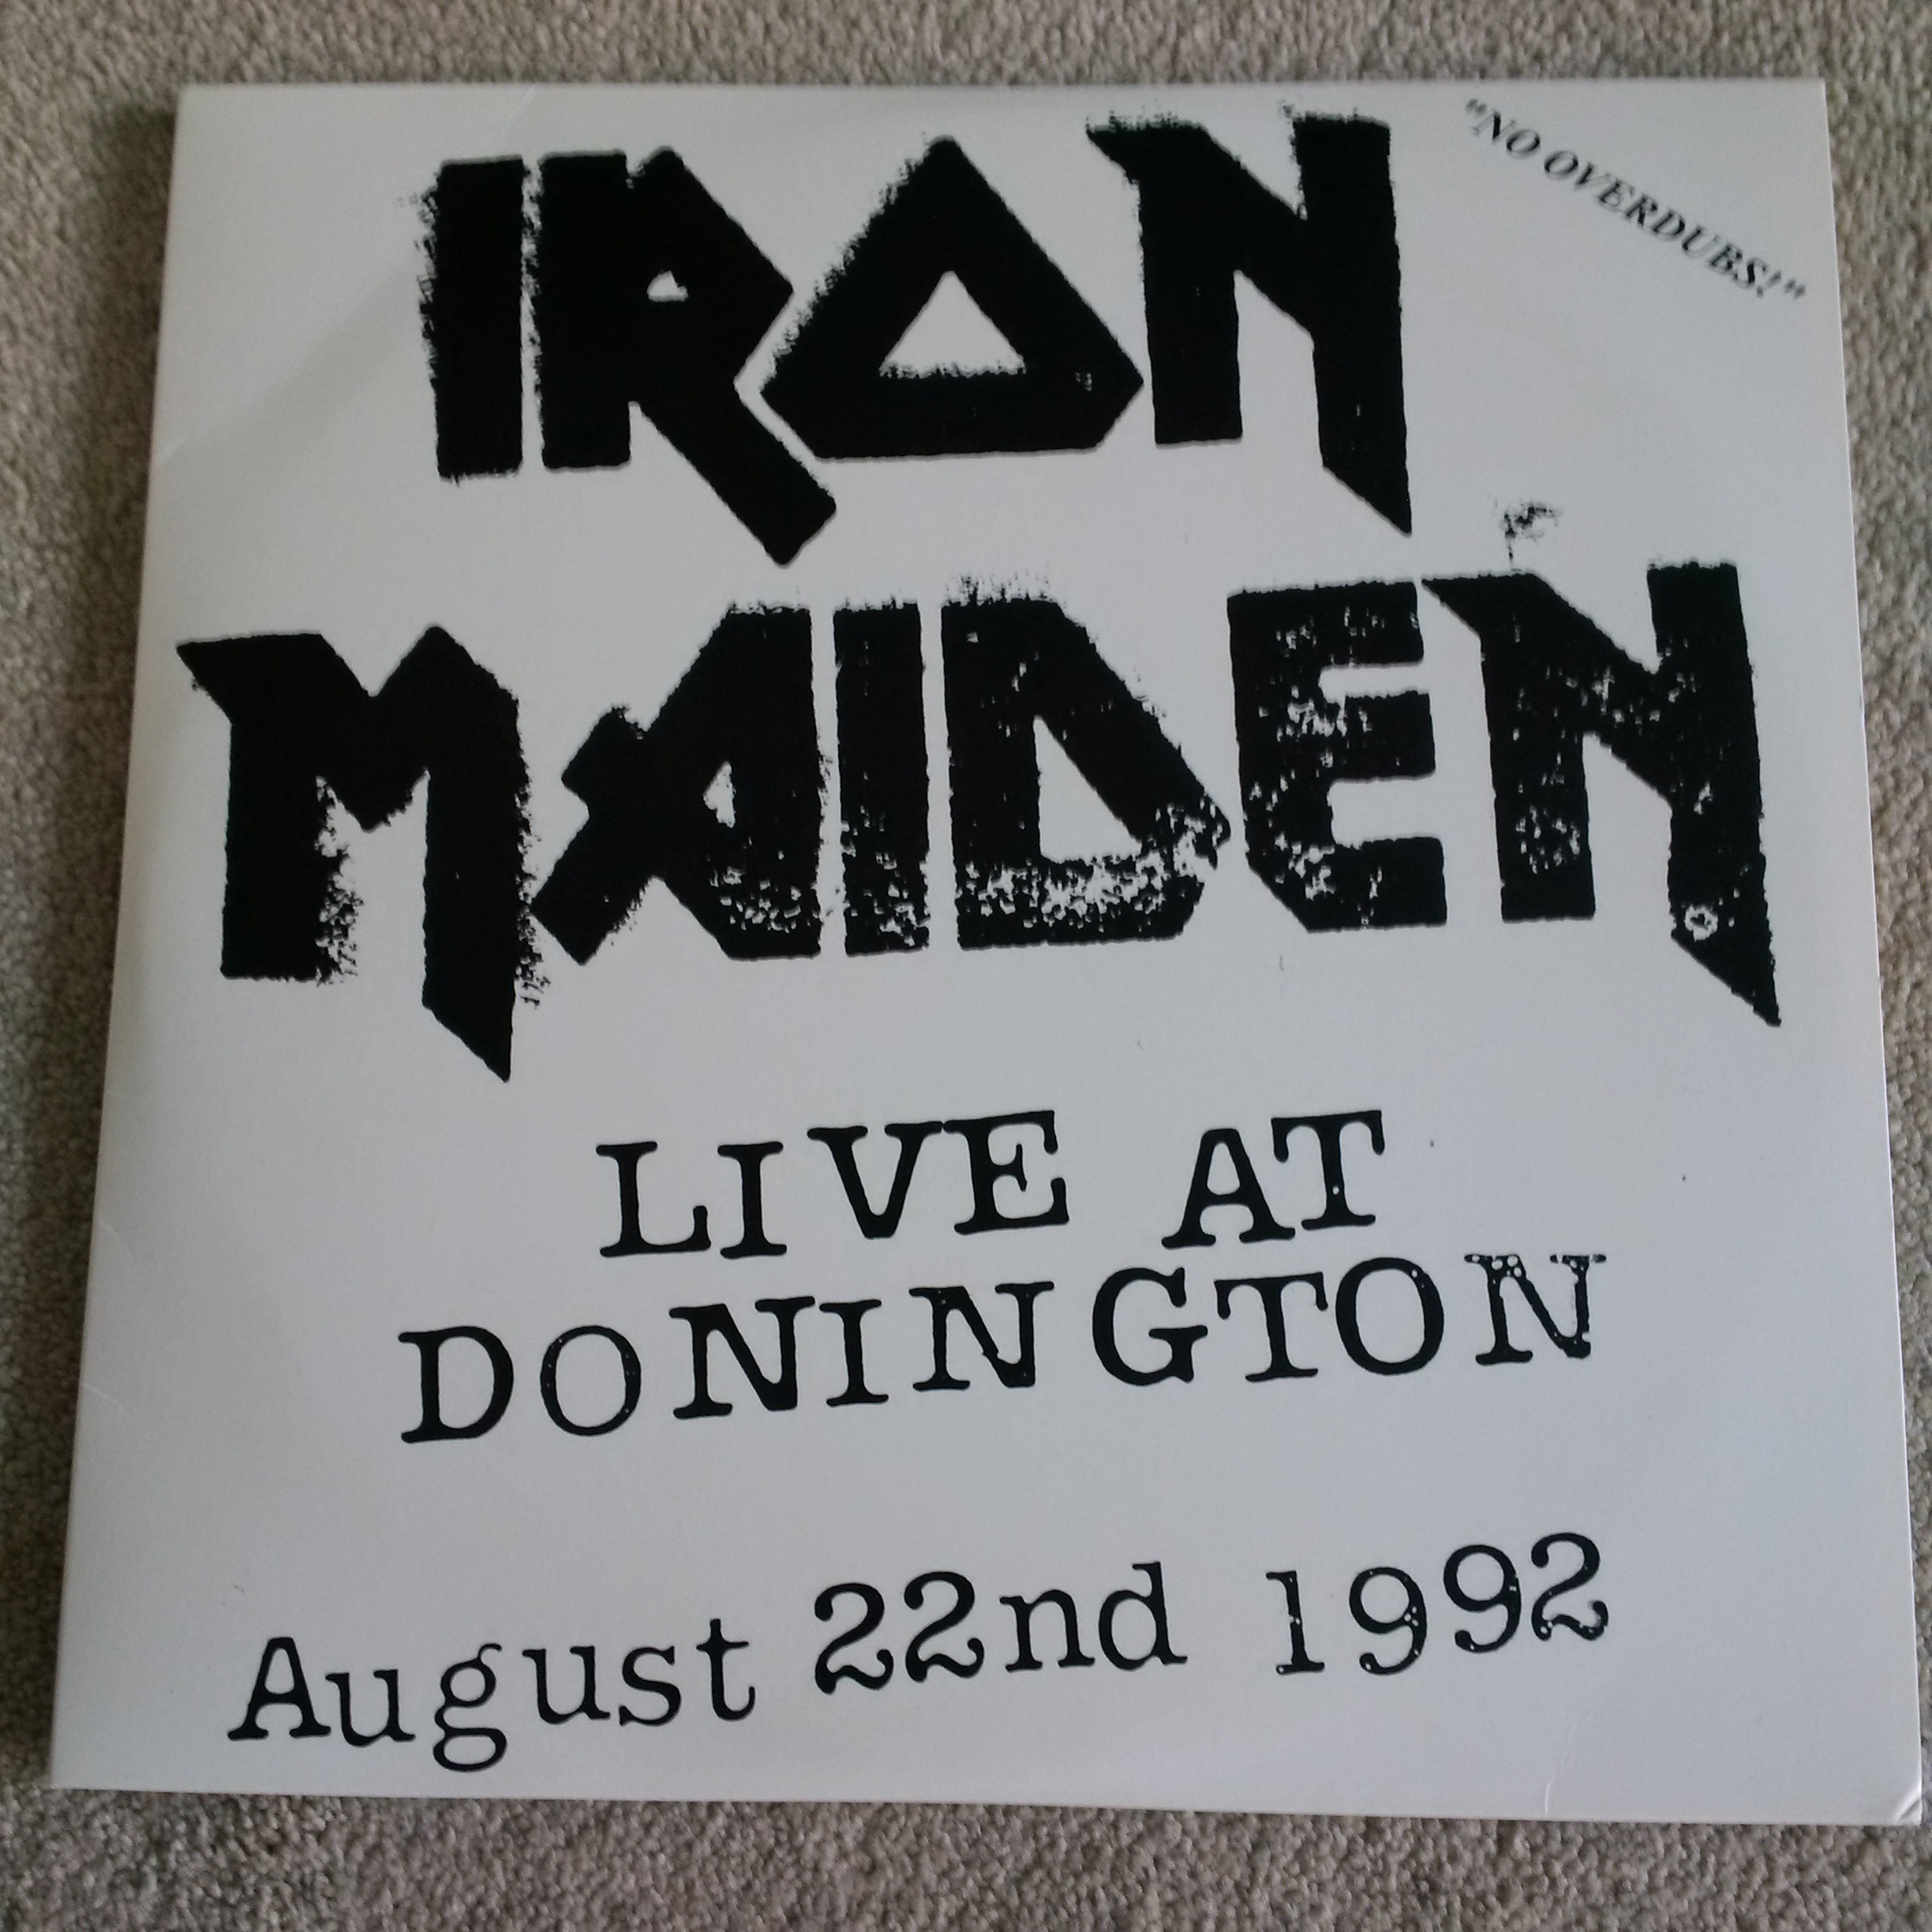 "NO OVERDUBS!"
IRON
MAIDEN
LIVE AT
DONINGTON
August 22nd 1992